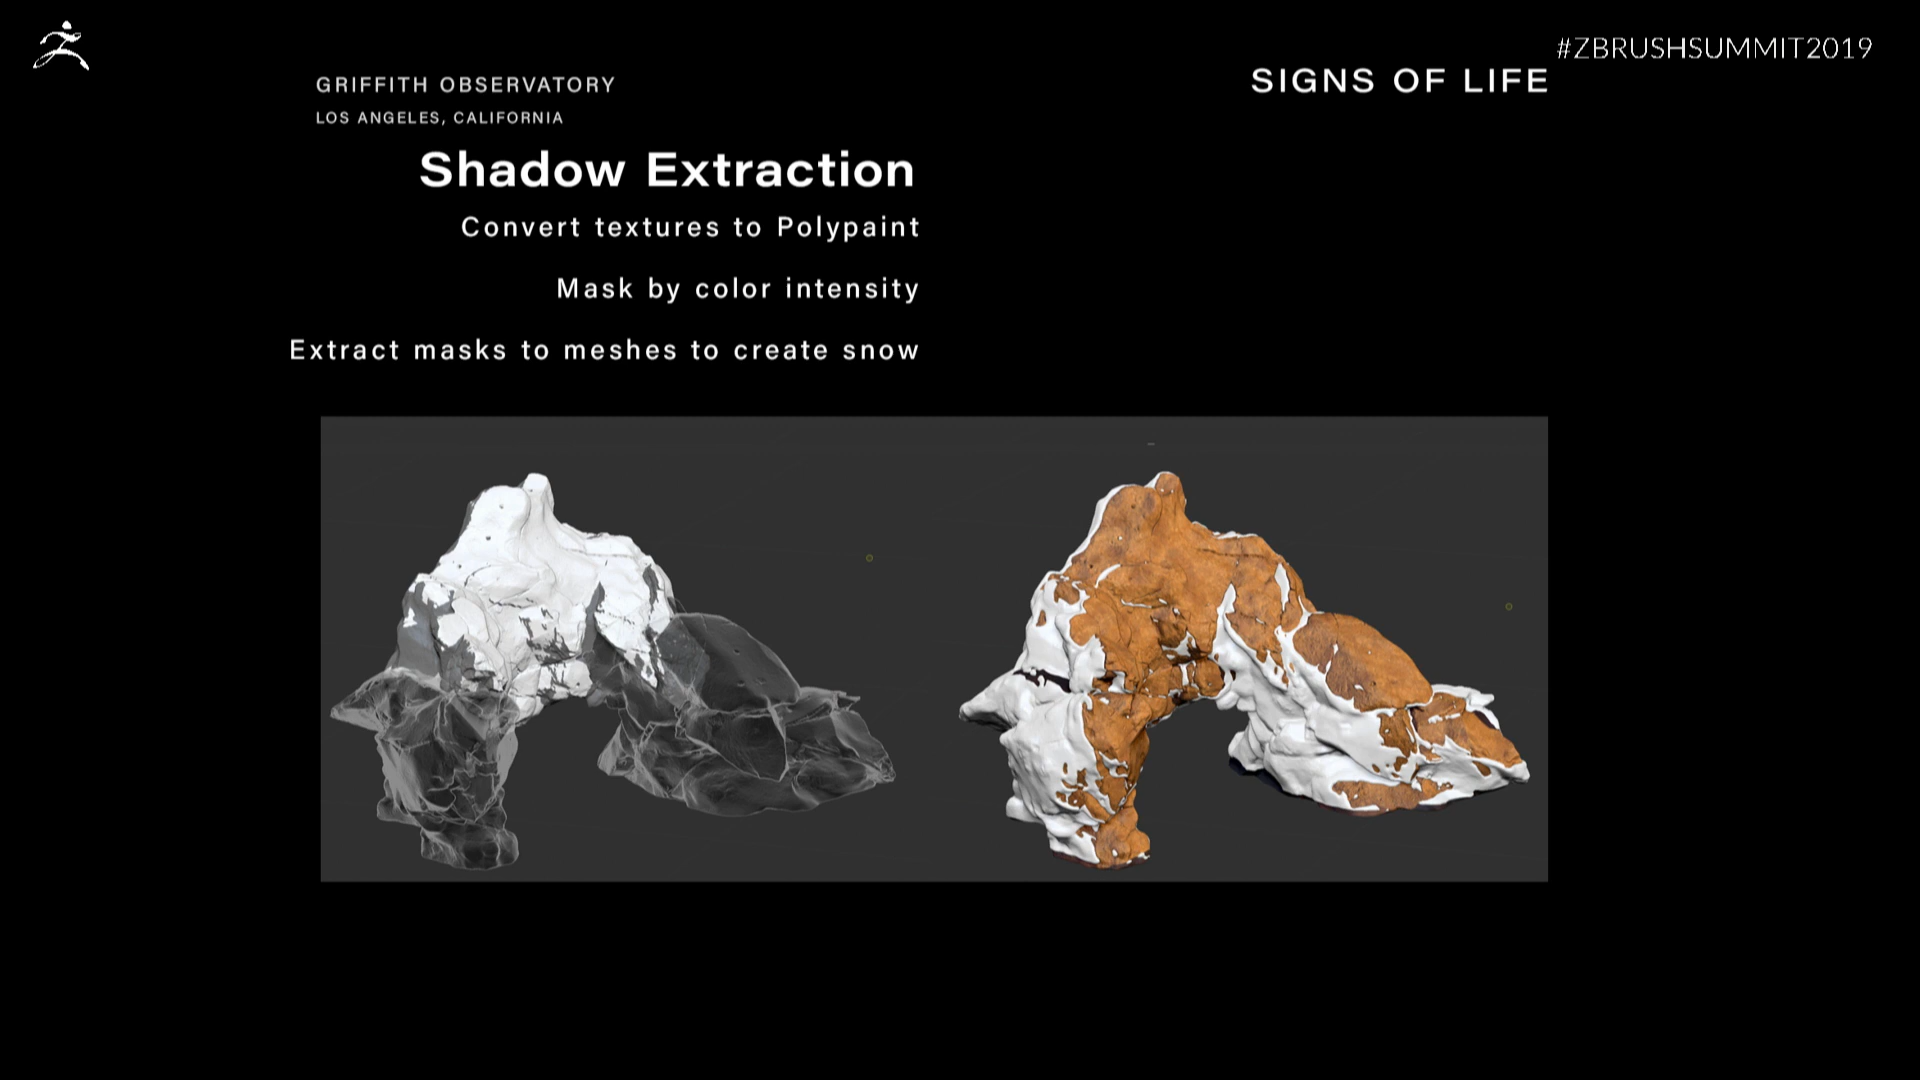 #ZBRUSHSUMMIT2019
GRIFFITH OBSERVATORY
SIGNS OF LIFE
LOS ANGELES, CALIFORNIA
Shadow Extraction
Convert textures to Polypaint
Mask by color intensity
Extract masks to meshes to create snow